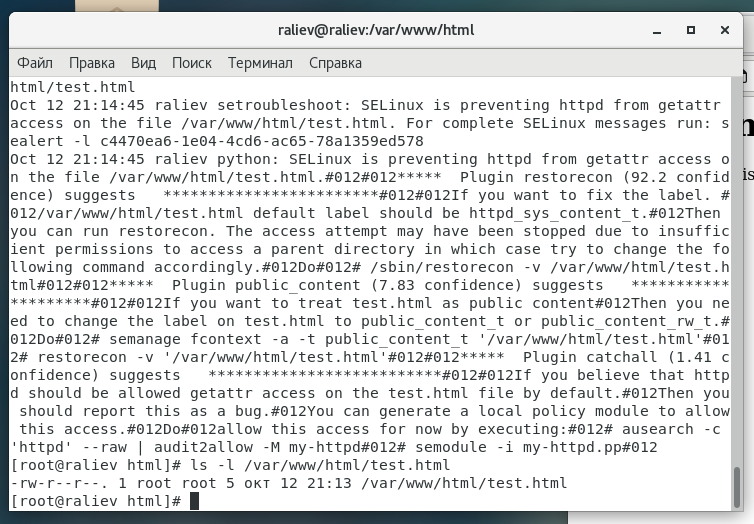 raliev@raliev:/var/www/html
Файл Правка Вид Поиск Терминал Справка
html/test.html
Oct 12 21:14:45 raliev setroubleshoot: SELinux is preventing httpd from getattr
access on the file /var/www/html/test.html. For complete SELinux messages run: s
ealert -l c4470ea6-1e04-4cd6-ac65-78a1359ed578
Oct 12 21:14:45 raliev python: SELinux is preventing httpd from getattr access o
n the file /var/www/html/test.html.#012#012*****  Plugin restorecon (92.2 confid
ence) suggests   ************************#012#012If you want to fix the label. #
012/var/www/html/test.html default label should be httpd_sys_content_t.#012Then
you can run restorecon. The access attempt may have been stopped due to insuffic
ient permissions to access a parent directory in which case try to change the fo
llowing command accordingly.#012Do#012# /sbin/restorecon -v /var/www/html/test.h
tml#012#012*****  Plugin public_content (7.83 confidence) suggests   ***********
*******************#012#012If you want to treat test.html as public content#012Then you ne
ed to change the label on test.html to public_content_t or public_content_rw_t.#
012Do#012# semanage fcontext -a -t public_content_t '/var/www/html/test.html'#01
2# restorecon -v '/var/www/html/test.html'#012#012*****  Plugin catchall (1.41 c
onfidence) suggests   **************************#012#012If you believe that http
d should be allowed getattr access on the test.html file by default.#012Then you
 should report this as a bug.#012You can generate a local policy module to allow
 this access.#012Do#012allow this access for now by executing:#012# ausearch -c
'httpd' --raw | audit2allow -M my-httpd#012# semodule -i my-httpd.pp#012
[root@raliev html]# ls -l /var/www/html/test.html
-rw-r--r--. 1 root root 5 окт 12 21:13 /var/www/html/test.html
[root@raliev html]#
is